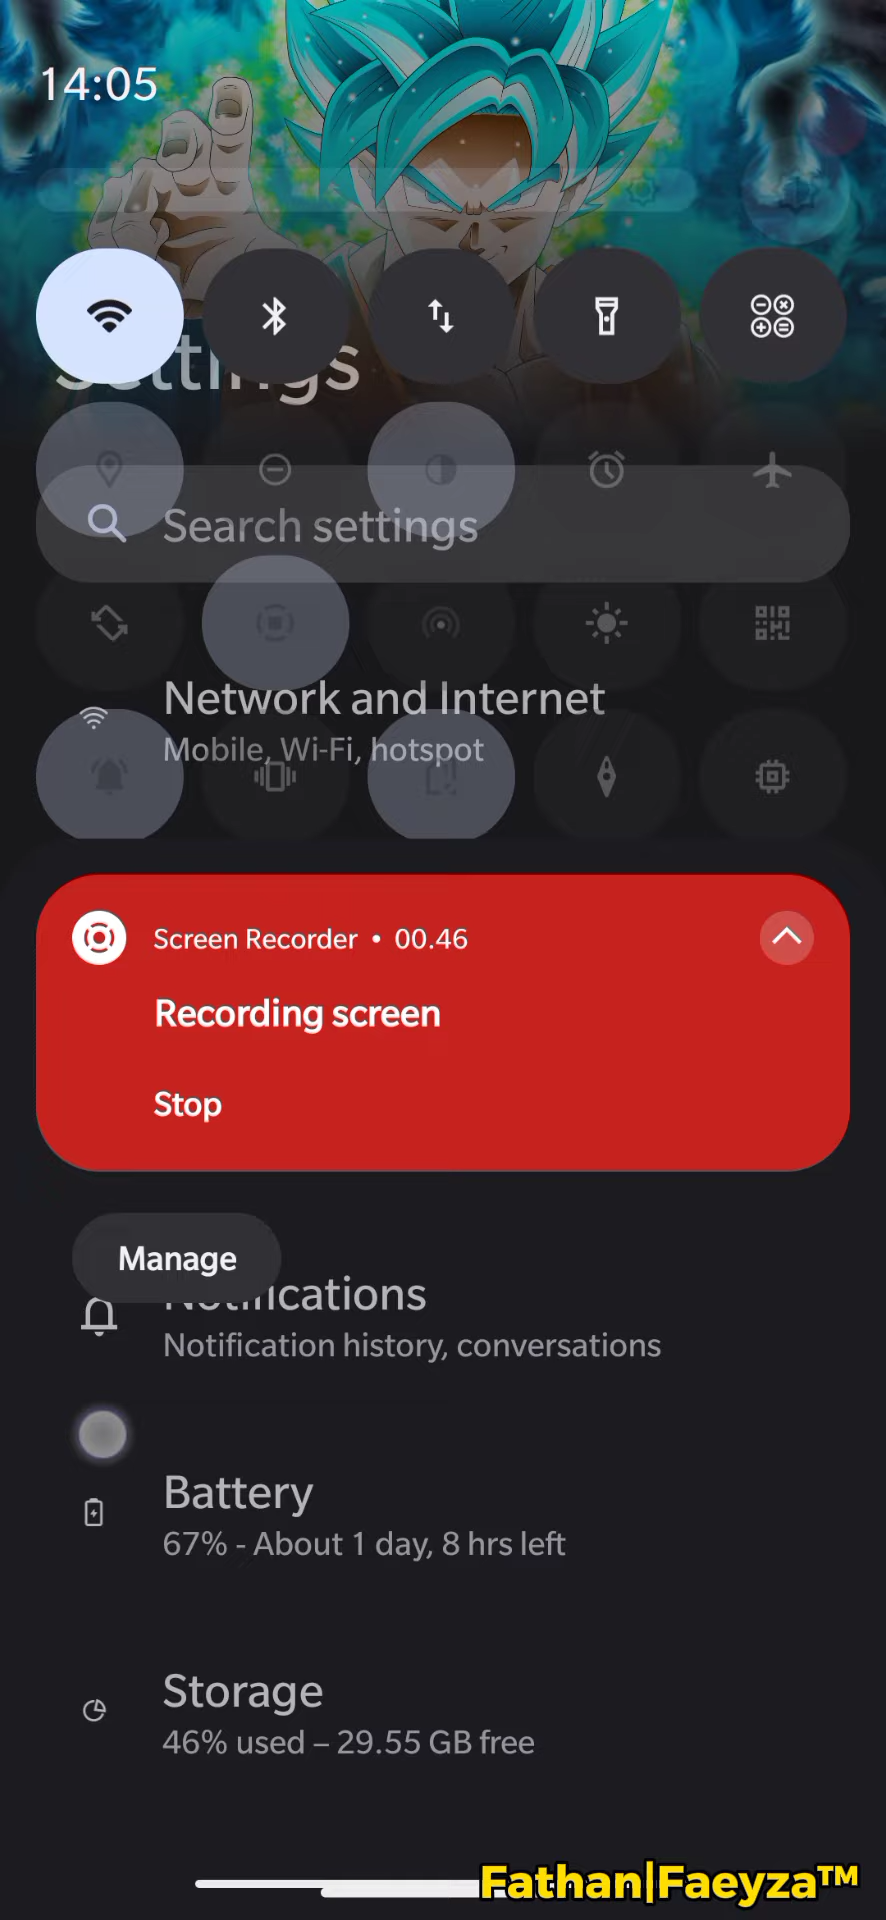 14:05
Settings
Search settings
Network and Internet
Mobile, Wi-Fi, hotspot
Screen Recorder • 00.46
Recording screen
Stop
Manage
Notifications
Notification history, conversations
Battery
67% - About 1 day, 8 hrs left
Storage
46% used – 29.55 GB free
Fathan|Faeyza™